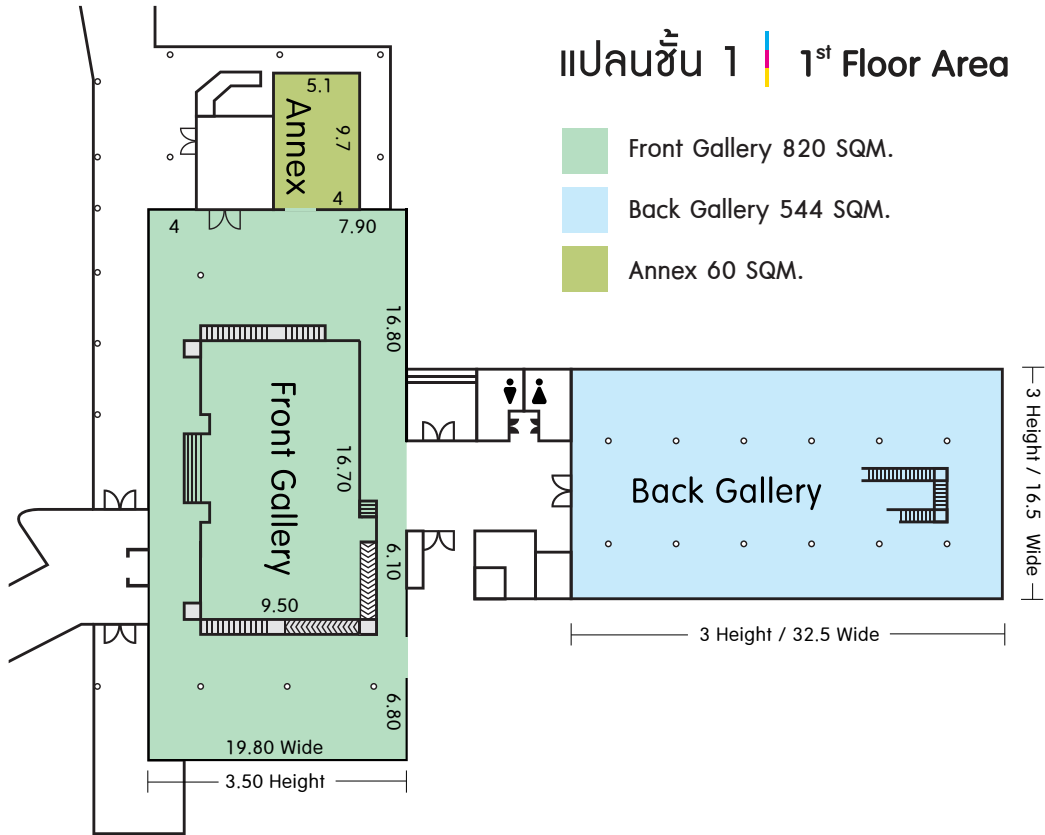 แปลนชั้น 1 | 1st Floor Area
Front Gallery 820 SQM.
Back Gallery 544 SQM.
Annex 60 SQM.
5.1
Annex
9.7
4
4
7.90
16.80
Front Gallery
16.70
6.10
9.50
6.80
19.80 Wide
3.50 Height
Back Gallery
3 Height / 16.5 Wide
3 Height / 32.5 Wide